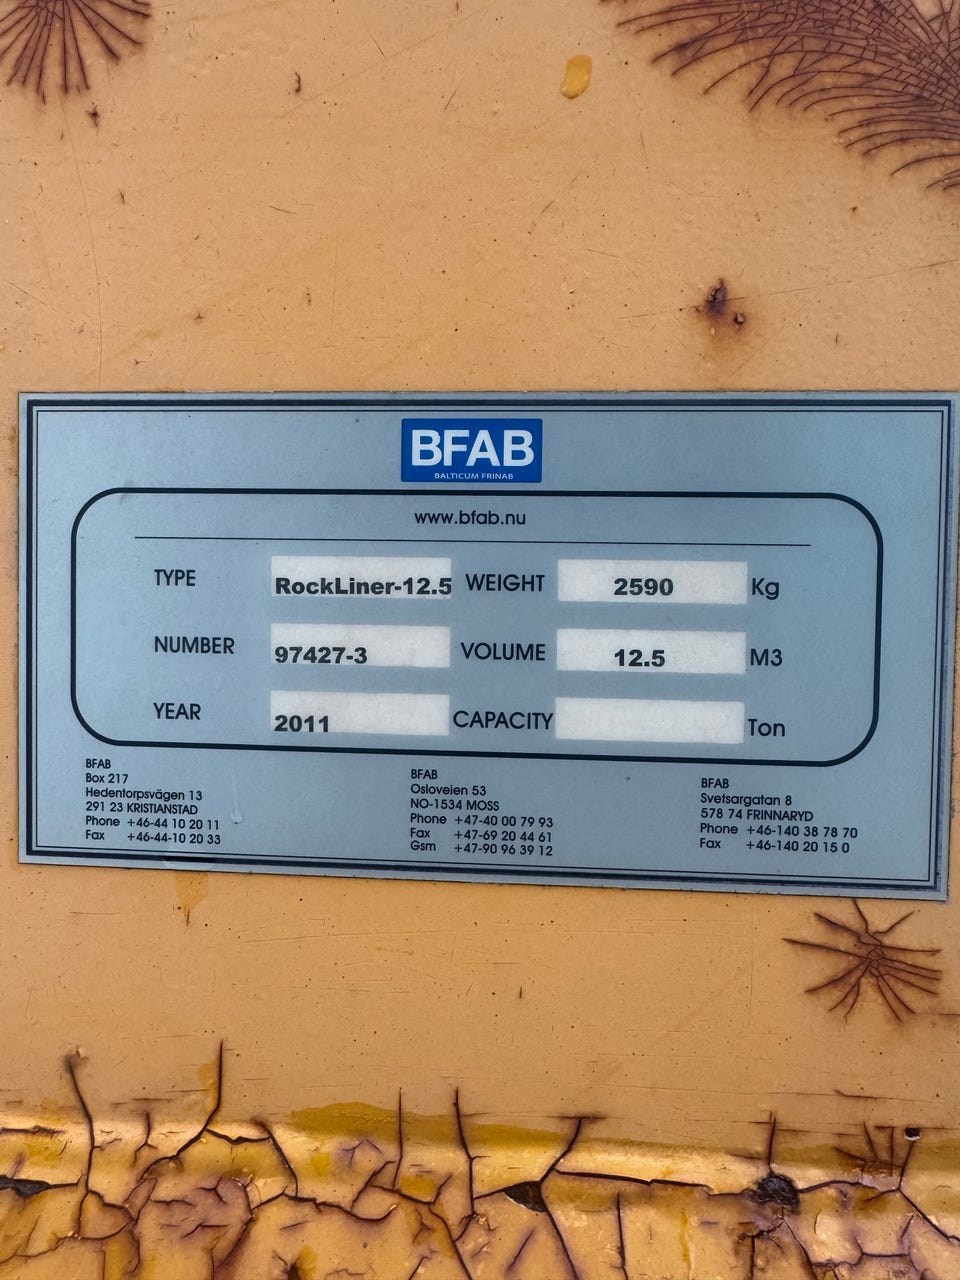 BFAB
BALTICUM FRINAB
www.bfab.nu
TYPE RockLiner-12.5 WEIGHT 2590 Kg
NUMBER 97427-3 VOLUME 12.5 M3
YEAR 2011 CAPACITY Ton
BFAB
Box 217
Hedentorpsvägen 13
291 23 KRISTIANSTAD
Phone +46-44 10 20 11
Fax +46-44-10 20 33
BFAB
Osloveien 53
NO-1534 MOSS
Phone +47-40 00 79 93
Fax +47-69 20 44 61
Gsm +47-90 96 39 12
BFAB
Svetsargatan 8
578 74 FRINNARYD
Phone +46-140 38 78 70
Fax +46-140 20 15 0